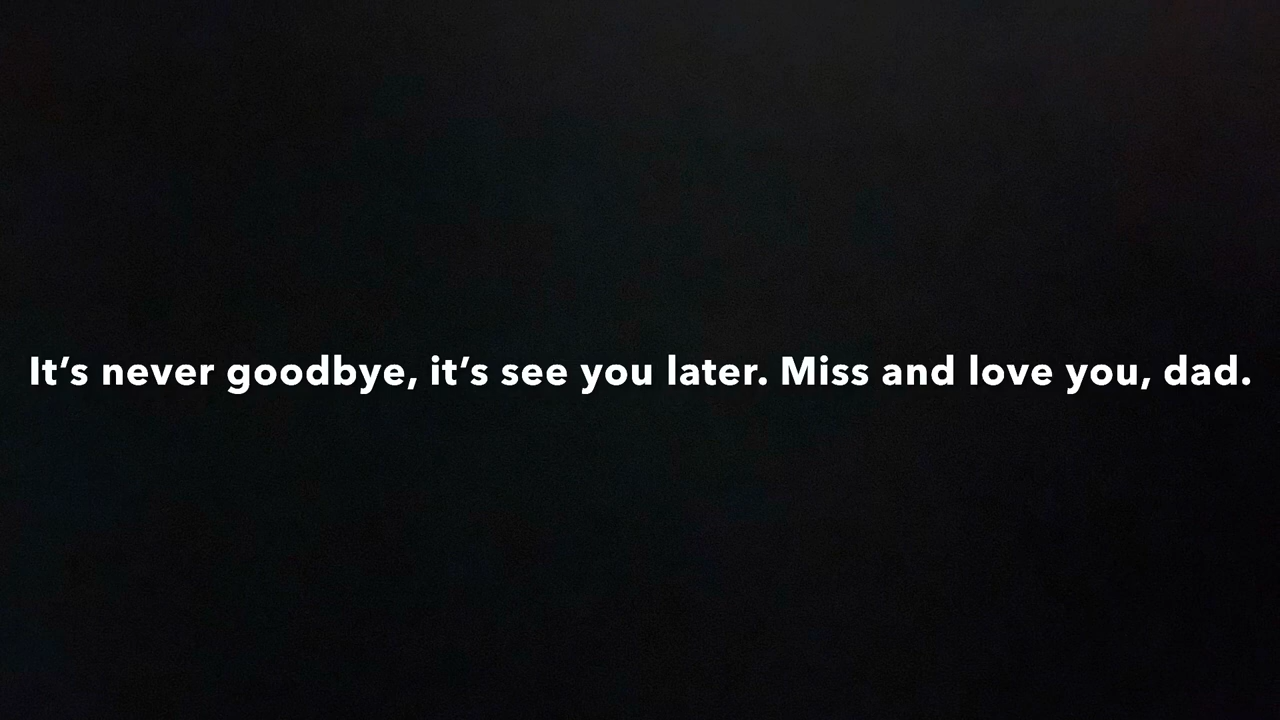 It’s never goodbye, it’s see you later. Miss and love you, dad.